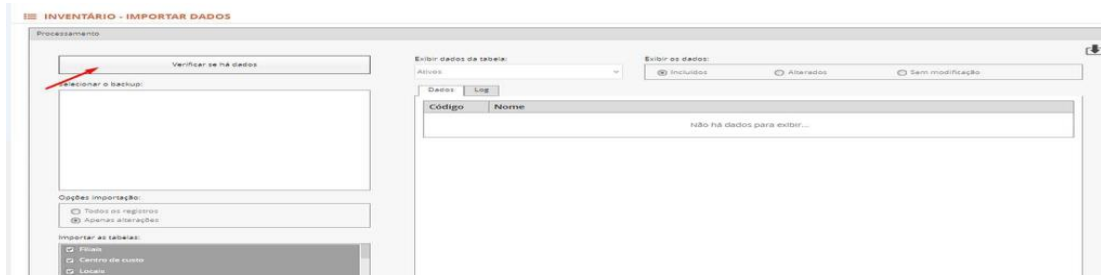 INVENTÁRIO - IMPORTAR DADOS
Processamento
Verificar se há dados
Selecionar o backup:
Opções importação:
Todos os registros
Apenas alterações
Importar as tabelas:
Filiais
Centro de custo
Locais
Exibir dados da tabela:
Ativos
Exibir os dados:
Incluídos Alterados Sem modificação
Dados Log
Código Nome
Não há dados para exibir...